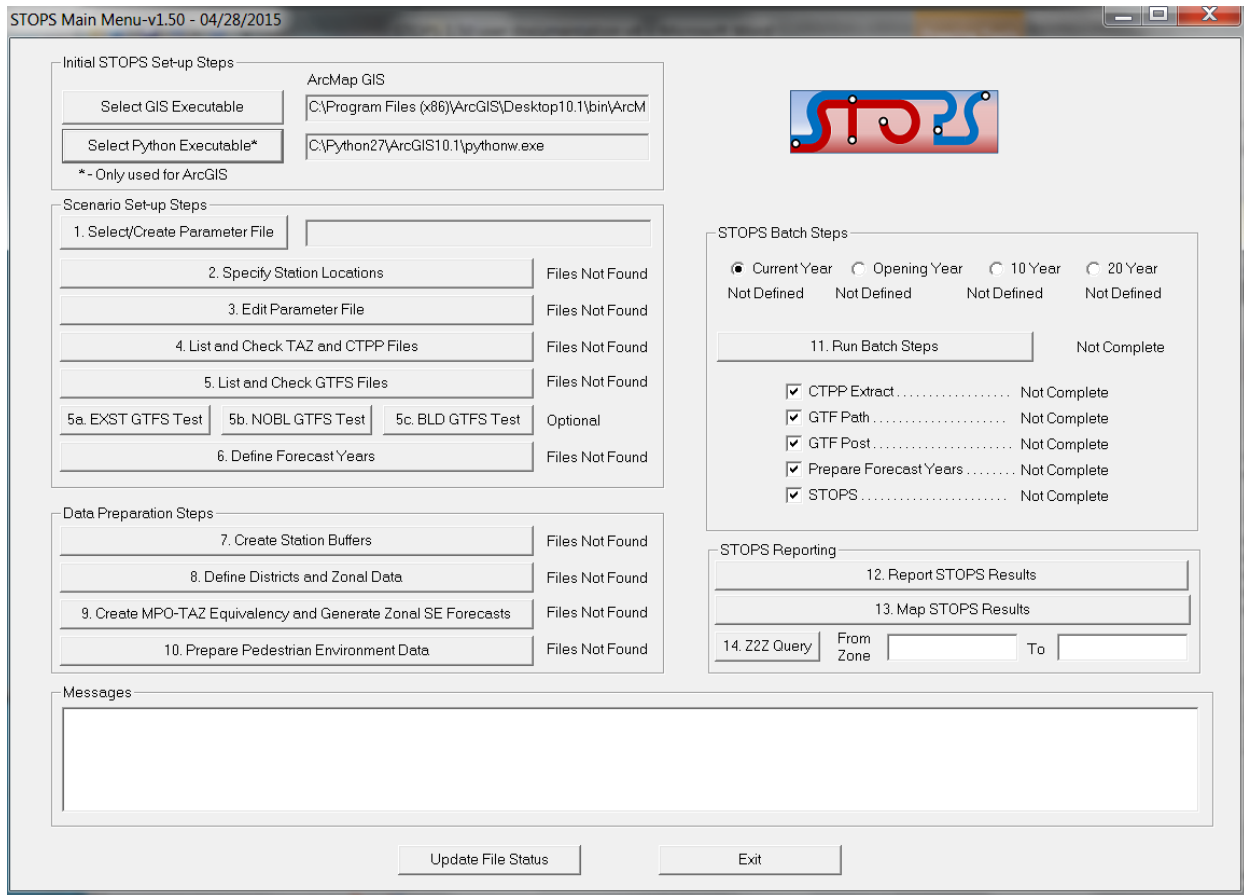 STOPS Main Menu-v1.50 - 04/28/2015
Initial STOPS Set-up Steps
ArcMap GIS
Select GIS Executable
C:\Program Files (x86)\ArcGIS\Desktop10.1\bin\ArcM
Select Python Executable*
C:\Python27\ArcGIS10.1\pythonw.exe
* - Only used for ArcGIS
STOPS
Scenario Set-up Steps
1. Select/Create Parameter File
2. Specify Station Locations Files Not Found
3. Edit Parameter File Files Not Found
4. List and Check TAZ and CTPP Files Files Not Found
5. List and Check GTFS Files Files Not Found
5a. EXST GTFS Test 5b. NOBL GTFS Test 5c. BLD GTFS Test Optional
6. Define Forecast Years Files Not Found
Data Preparation Steps
7. Create Station Buffers Files Not Found
8. Define Districts and Zonal Data Files Not Found
9. Create MPO-TAZ Equivalency and Generate Zonal SE Forecasts Files Not Found
10. Prepare Pedestrian Environment Data Files Not Found
STOPS Batch Steps
Current Year Opening Year 10 Year 20 Year
Not Defined Not Defined Not Defined Not Defined
11. Run Batch Steps Not Complete
CTPP Extract . . . . . . . . . . . . . . . . . . Not Complete
GTF Path . . . . . . . . . . . . . . . . . . . . . . Not Complete
GTF Post . . . . . . . . . . . . . . . . . . . . . . Not Complete
Prepare Forecast Years . . . . . . . . Not Complete
STOPS . . . . . . . . . . . . . . . . . . . . . . . Not Complete
STOPS Reporting
12. Report STOPS Results
13. Map STOPS Results
14. Z2Z Query From Zone To
Messages
Update File Status Exit